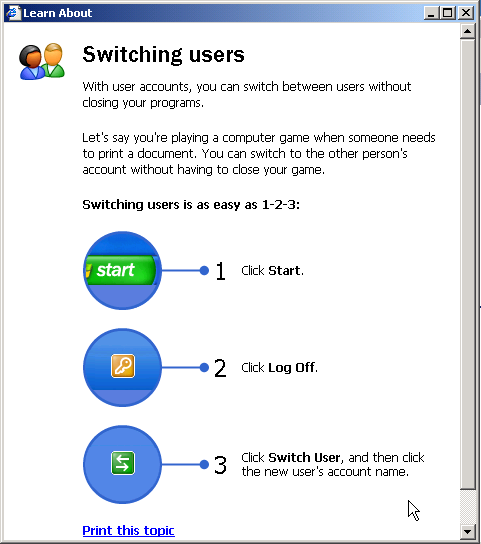 Learn About
Switching users
With user accounts, you can switch between users without
closing your programs.
Let's say you're playing a computer game when someone needs
to print a document. You can switch to the other person's
account without having to close your game.
Switching users is as easy as 1-2-3:
start
1 Click Start.
2 Click Log Off.
3 Click Switch User, and then click
the new user's account name.
Print this topic